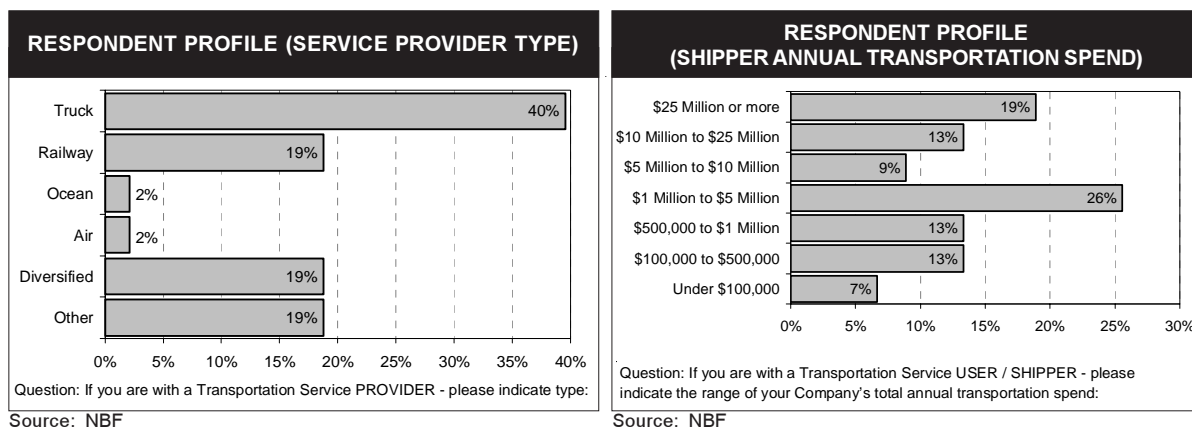 RESPONDENT PROFILE (SERVICE PROVIDER TYPE)
Truck
40%
Railway
19%
Ocean
2%
Air
2%
Diversified
19%
Other
19%
0% 5% 10% 15% 20% 25% 30% 35% 40%
Question: If you are with a Transportation Service PROVIDER - please indicate type:
Source: NBF
RESPONDENT PROFILE
(SHIPPER ANNUAL TRANSPORTATION SPEND)
$25 Million or more
19%
$10 Million to $25 Million
13%
$5 Million to $10 Million
9%
$1 Million to $5 Million
26%
$500,000 to $1 Million
13%
$100,000 to $500,000
13%
Under $100,000
7%
0% 5% 10% 15% 20% 25% 30%
Question: If you are with a Transportation Service USER / SHIPPER - please
indicate the range of your Company's total annual transportation spend:
Source: NBF